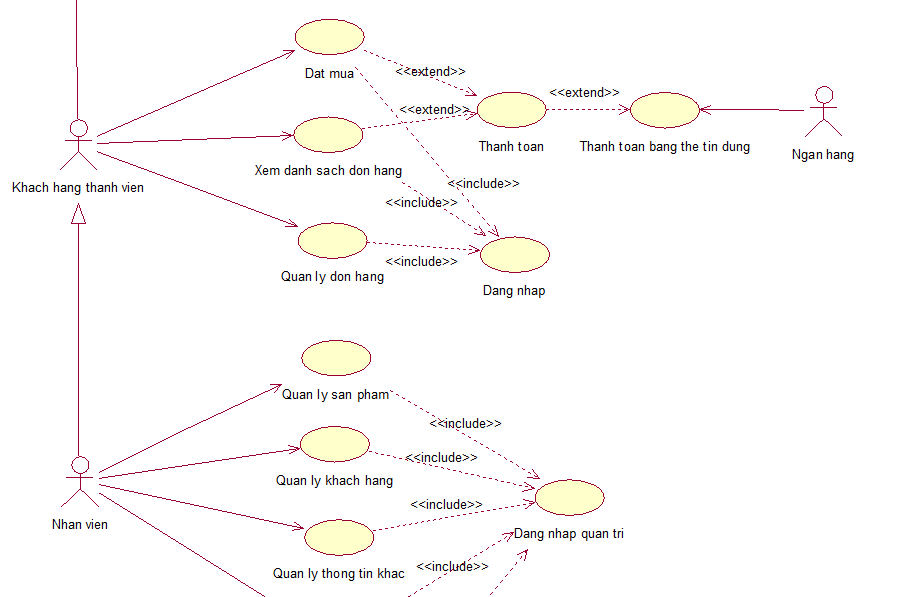 Dat mua
<<extend>>
<<extend>>
<<extend>>
Thanh toan
Thanh toan bang the tin dung
Ngan hang
Xem danh sach don hang
Khach hang thanh vien
<<include>>
<<include>>
<<include>>
Quan ly don hang
Dang nhap
Quan ly san pham
<<include>>
<<include>>
Quan ly khach hang
<<include>>
Nhan vien
Dang nhap quan tri
<<include>>
Quan ly thong tin khac